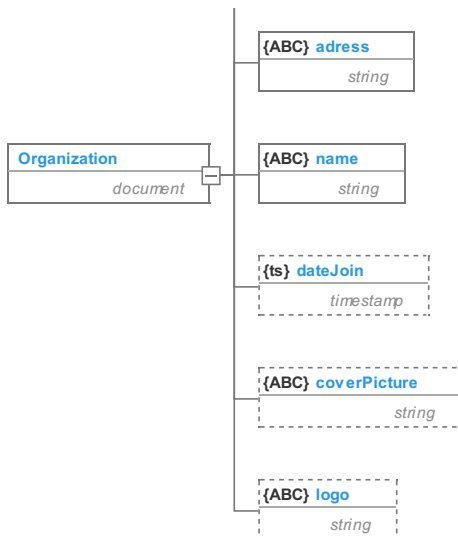 {ABC} adress
string
Organization
document
{ABC} name
string
{ts} dateJoin
timestamp
{ABC} coverPicture
string
{ABC} logo
string